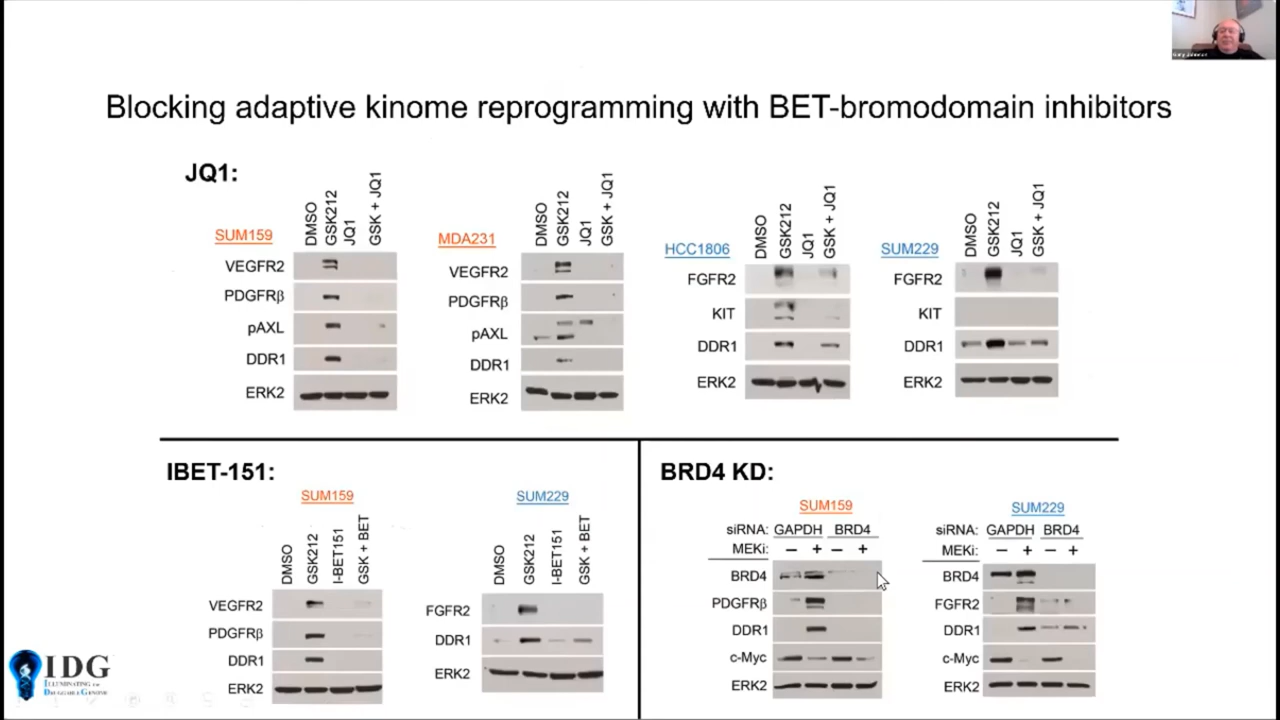 Blocking adaptive kinome reprogramming with BET-bromodomain inhibitors
JQ1:
SUM159
DMSO
GSK212
JQ1
GSK + JQ1
VEGFR2
PDGFRβ
pAXL
DDR1
ERK2
MDA231
DMSO
GSK212
JQ1
GSK + JQ1
VEGFR2
PDGFRβ
pAXL
DDR1
ERK2
HCC1806
DMSO
GSK212
JQ1
GSK + JQ1
FGFR2
KIT
DDR1
ERK2
SUM229
DMSO
GSK212
JQ1
GSK + JQ1
FGFR2
KIT
DDR1
ERK2
IBET-151:
SUM159
DMSO
GSK212
I-BET151
GSK + BET
VEGFR2
PDGFRβ
DDR1
ERK2
SUM229
DMSO
GSK212
I-BET151
GSK + BET
FGFR2
DDR1
ERK2
BRD4 KD:
SUM159
siRNA: GAPDH BRD4
MEKi: − + − +
BRD4
PDGFRβ
DDR1
c-Myc
ERK2
SUM229
siRNA: GAPDH BRD4
MEKi: − + − +
BRD4
FGFR2
DDR1
c-Myc
ERK2
IDG
ILLUMINATING THE
DRUGGABLE GENOME